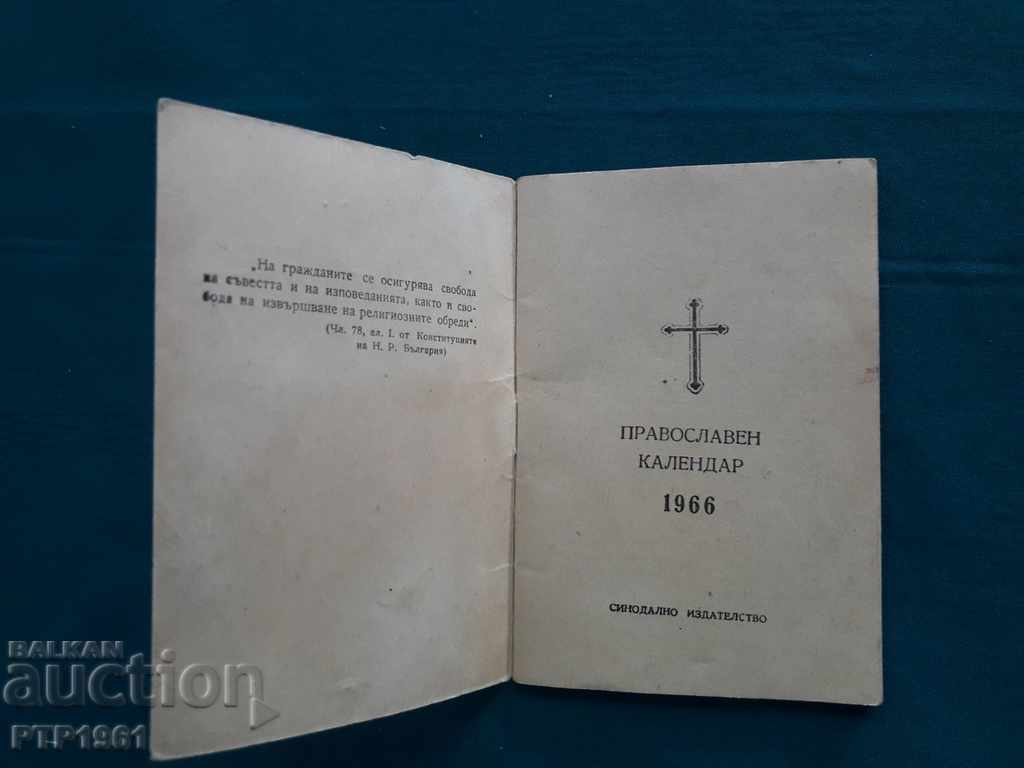 „На гражданите се осигурява свобода
на съвестта и на изповеданията, както и сво-
бода на извършване на религиозните обреди“.
(Чл. 78, ал. I. от Конституцията
на Н. Р. България)
ПРАВОСЛАВЕН
КАЛЕНДАР
1966
СИНОДАЛНО ИЗДАТЕЛСТВО
BALKAN
auction
PTP1961